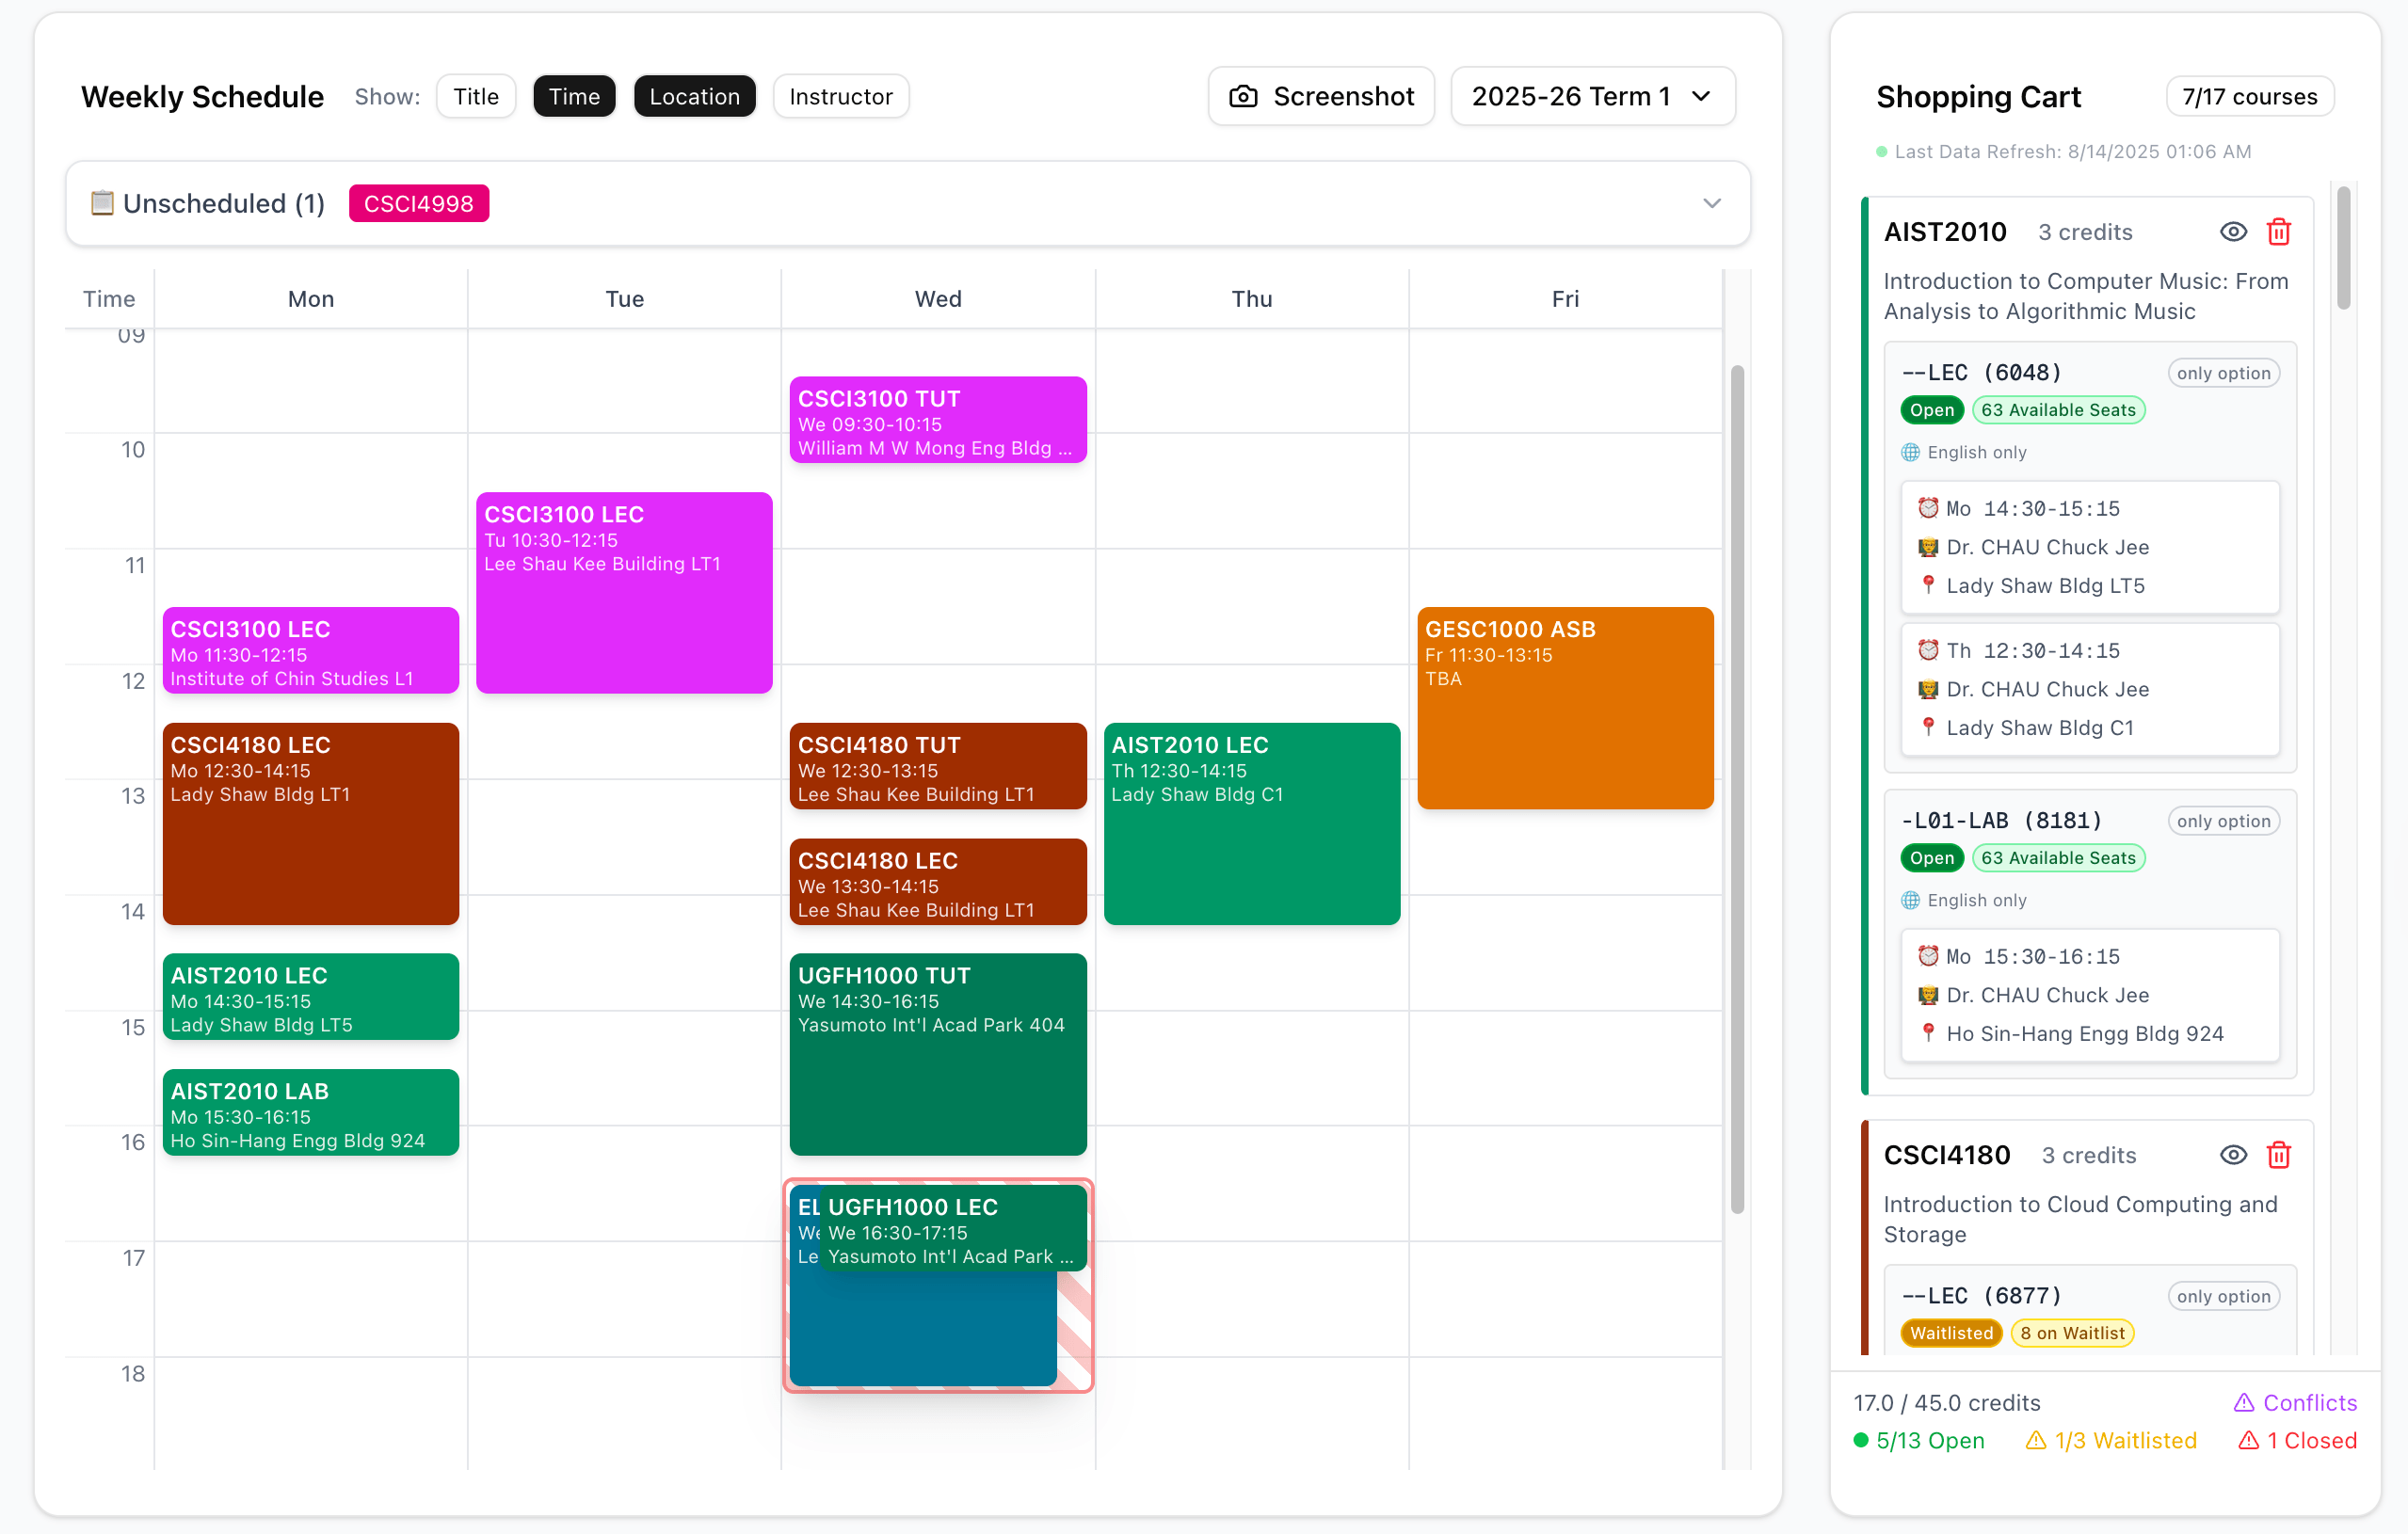 Weekly Schedule
Show:
Title
Time
Location
Instructor
Screenshot
2025-26 Term 1
Unscheduled (1)
CSCI4998
Time
Mon
Tue
Wed
Thu
Fri
09
10
11
12
13
14
15
16
17
18
CSCI3100 LEC
Mo 11:30-12:15
Institute of Chin Studies L1
CSCI4180 LEC
Mo 12:30-14:15
Lady Shaw Bldg LT1
AIST2010 LEC
Mo 14:30-15:15
Lady Shaw Bldg LT5
AIST2010 LAB
Mo 15:30-16:15
Ho Sin-Hang Engg Bldg 924
CSCI3100 LEC
Tu 10:30-12:15
Lee Shau Kee Building LT1
CSCI3100 TUT
We 09:30-10:15
William M W Mong Eng Bldg ...
CSCI4180 TUT
We 12:30-13:15
Lee Shau Kee Building LT1
CSCI4180 LEC
We 13:30-14:15
Lee Shau Kee Building LT1
UGFH1000 TUT
We 14:30-16:15
Yasumoto Int'l Acad Park 404
EL
We
Le
UGFH1000 LEC
We 16:30-17:15
Yasumoto Int'l Acad Park ...
AIST2010 LEC
Th 12:30-14:15
Lady Shaw Bldg C1
GESC1000 ASB
Fr 11:30-13:15
TBA
Shopping Cart
7/17 courses
Last Data Refresh: 8/14/2025 01:06 AM
AIST2010
3 credits
Introduction to Computer Music: From
Analysis to Algorithmic Music
--LEC (6048)
only option
Open
63 Available Seats
English only
Mo 14:30-15:15
Dr. CHAU Chuck Jee
Lady Shaw Bldg LT5
Th 12:30-14:15
Dr. CHAU Chuck Jee
Lady Shaw Bldg C1
-L01-LAB (8181)
only option
Open
63 Available Seats
English only
Mo 15:30-16:15
Dr. CHAU Chuck Jee
Ho Sin-Hang Engg Bldg 924
CSCI4180
3 credits
Introduction to Cloud Computing and
Storage
--LEC (6877)
only option
Waitlisted
8 on Waitlist
17.0 / 45.0 credits
Conflicts
5/13 Open
1/3 Waitlisted
1 Closed